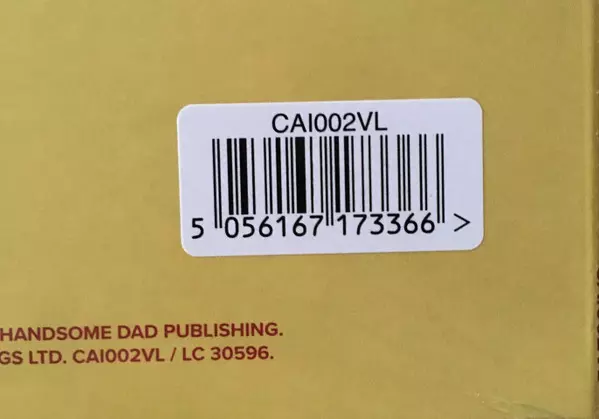 CAI002VL
5 056167 173366 >
HANDSOME DAD PUBLISHING.
GS LTD. CAI002VL / LC 30596.